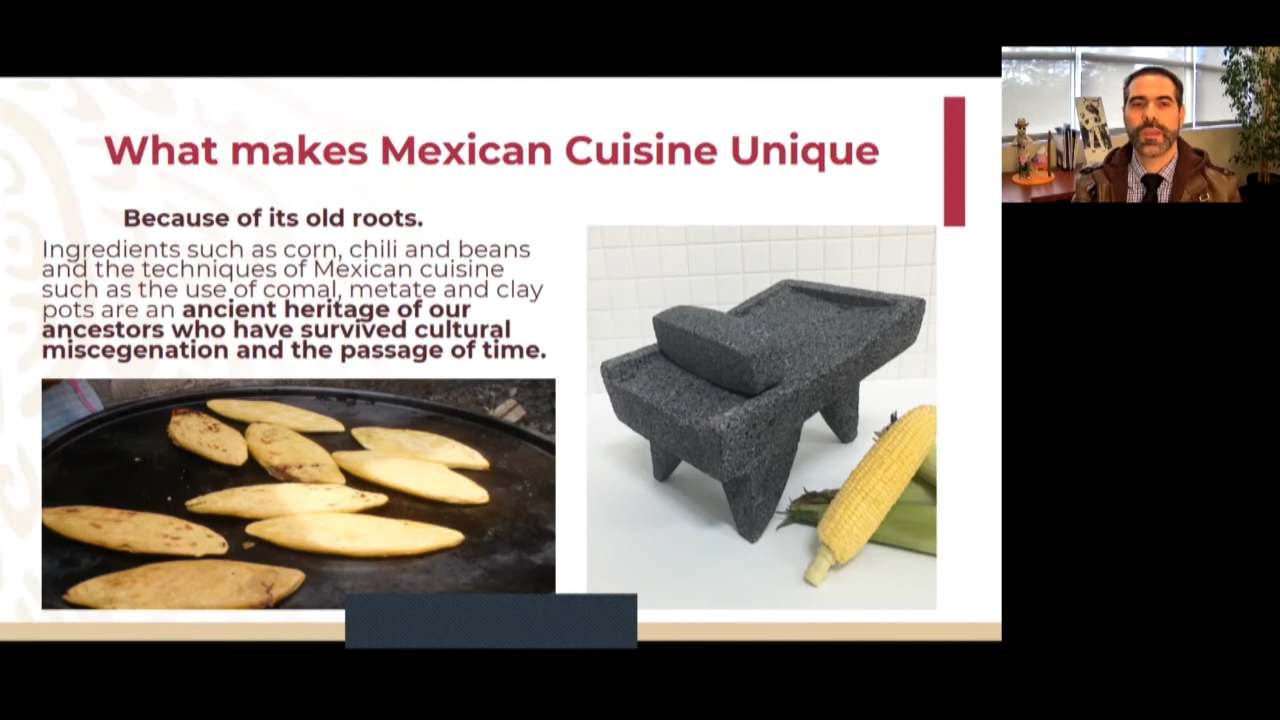 What makes Mexican Cuisine Unique
Because of its old roots.
Ingredients such as corn, chili and beans
and the techniques of Mexican cuisine
such as the use of comal, metate and clay
pots are an ancient heritage of our
ancestors who have survived cultural
miscegenation and the passage of time.